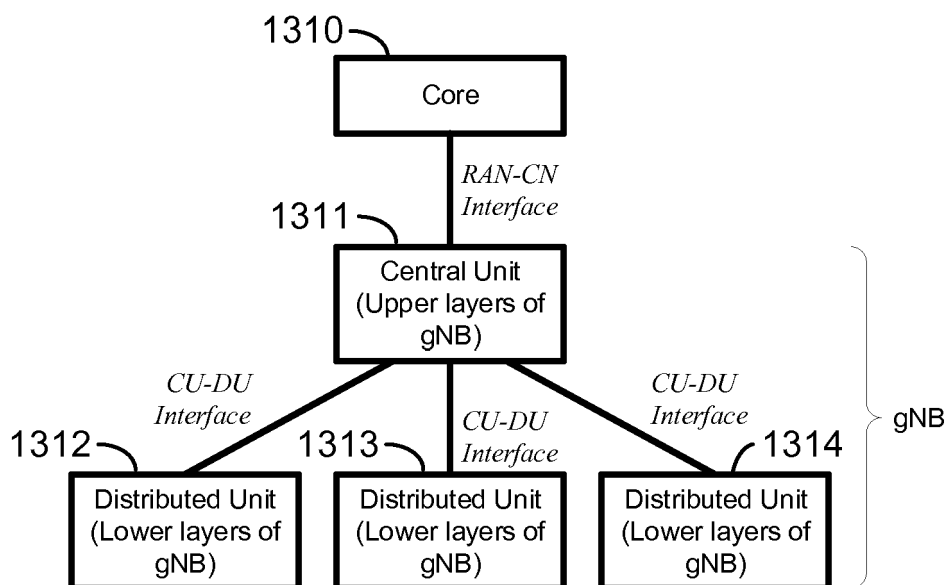 1310
Core
RAN-CN
Interface
1311
Central Unit
(Upper layers of
gNB)
CU-DU
Interface
CU-DU
Interface
CU-DU
Interface
gNB
1312
1313
1314
Distributed Unit
(Lower layers of
gNB)
Distributed Unit
(Lower layers of
gNB)
Distributed Unit
(Lower layers of
gNB)